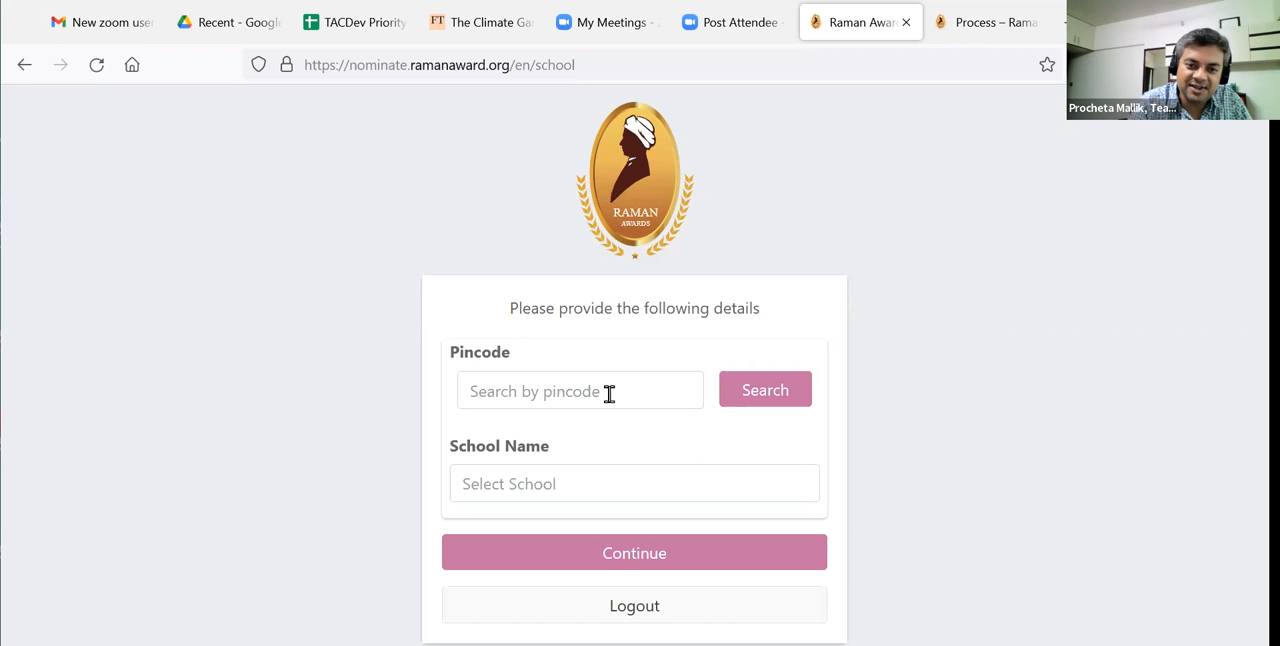 New zoom user
Recent - Google
TACDev Priority
FT
The Climate Ga
My Meetings -
Post Attendee -
Raman Awar
Process – Rama
https://nominate.ramanaward.org/en/school
Procheta Mallik, Tea...
RAMAN
AWARDS
Please provide the following details
Pincode
Search by pincode
Search
School Name
Select School
Continue
Logout